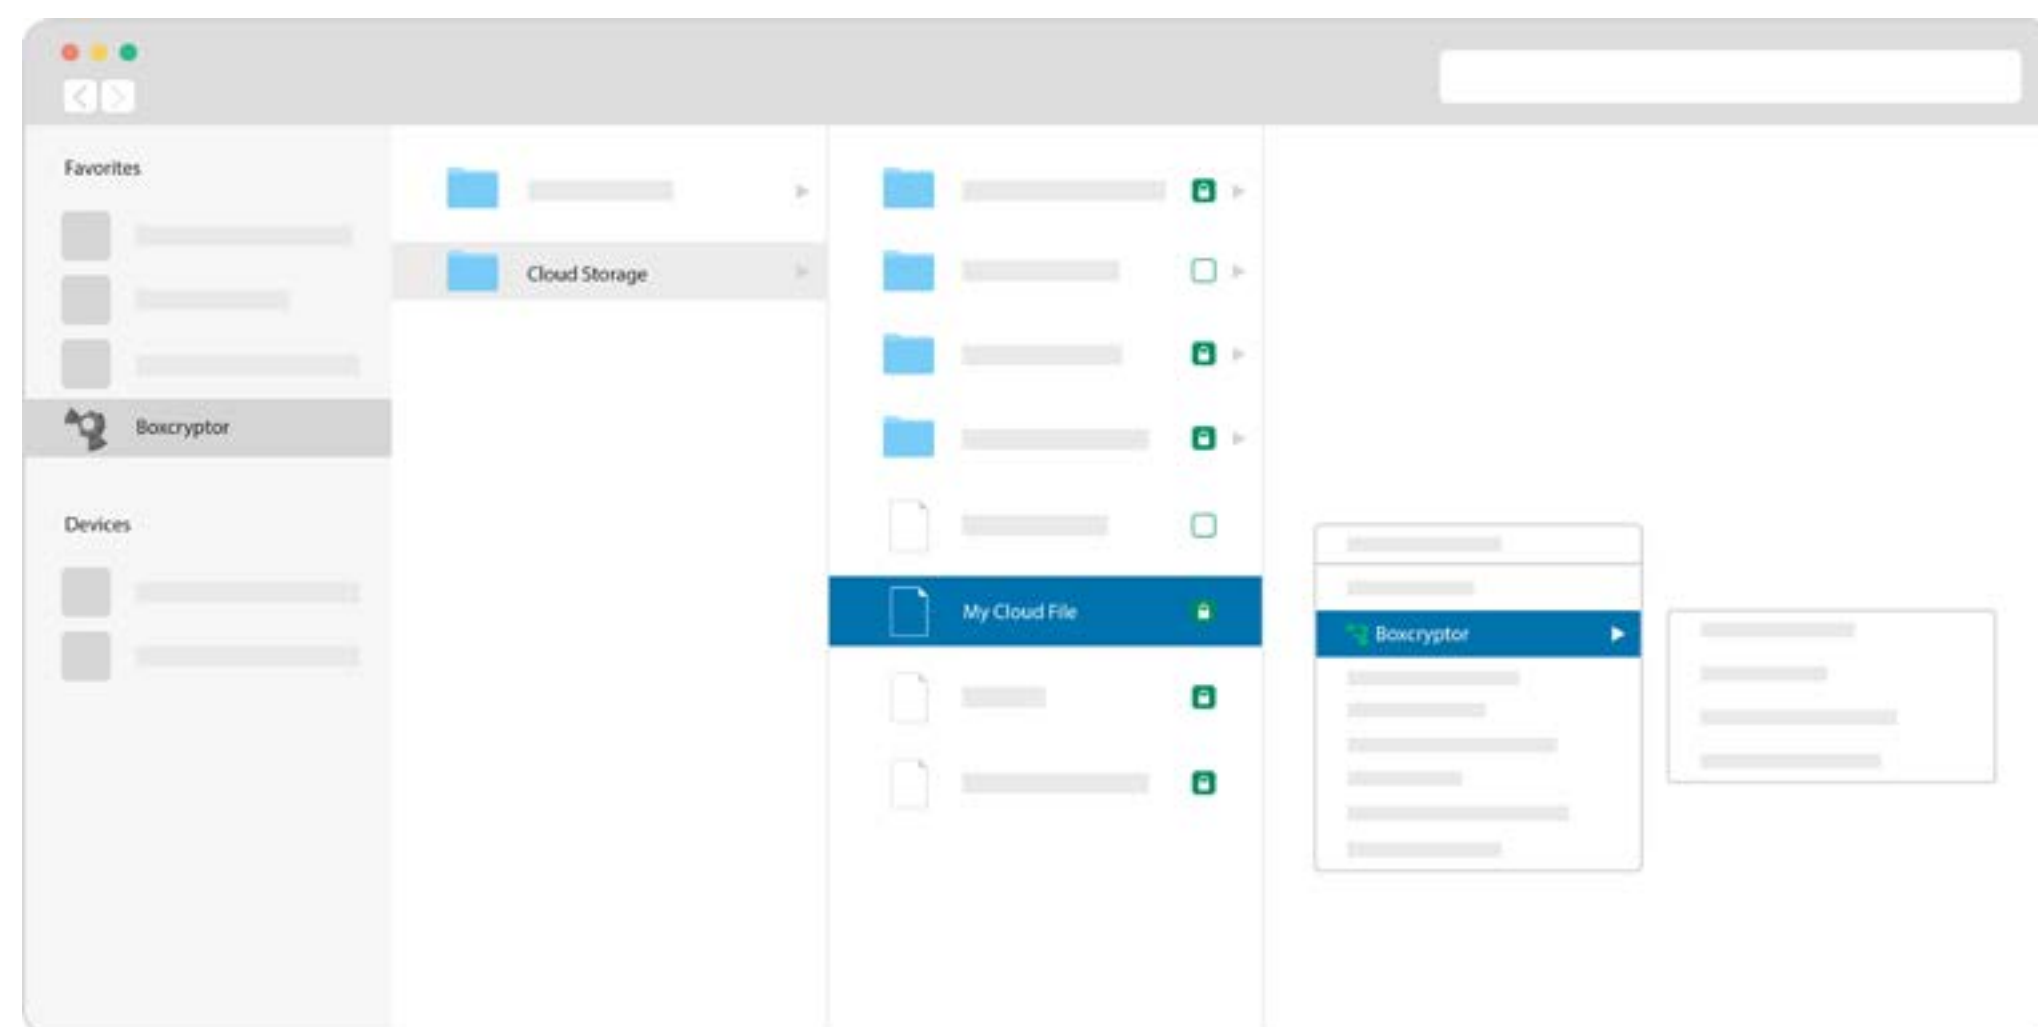 Favorites
Boxcryptor
Devices
Cloud Storage
My Cloud File
Boxcryptor